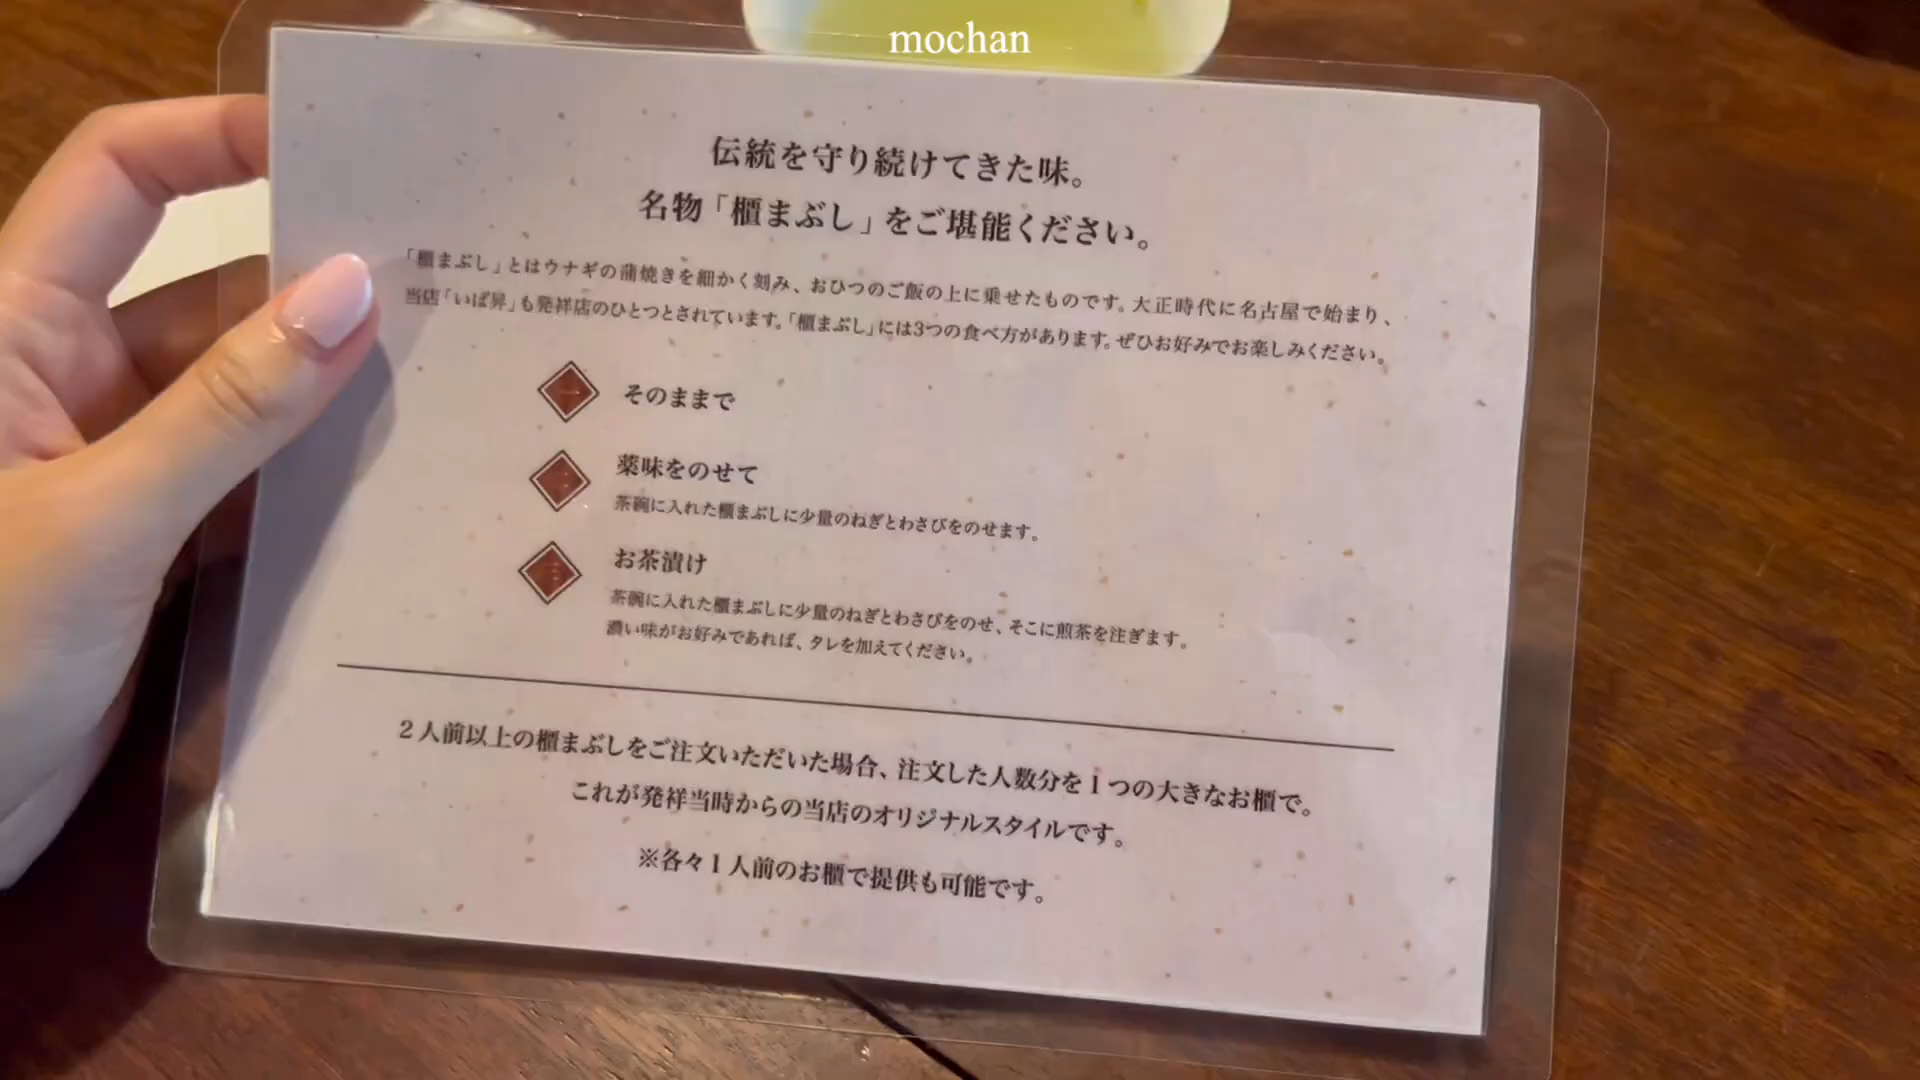 mochan
伝統を守り続けてきた味。
名物「櫃まぶし」をご堪能ください。
「櫃まぶし」とはウナギの蒲焼きを細かく刻み、おひつのご飯の上に乗せたものです。大正時代に名古屋で始まり、
当店「いば昇」も発祥店のひとつとされています。「櫃まぶし」には3つの食べ方があります。ぜひお好みでお楽しみください。
一 そのままで
二 薬味をのせて
茶碗に入れた櫃まぶしに少量のねぎとわさびをのせます。
三 お茶漬け
茶碗に入れた櫃まぶしに少量のねぎとわさびをのせ、そこに煎茶を注ぎます。
濃い味がお好みであれば、タレを加えてください。
2人前以上の櫃まぶしをご注文いただいた場合、注文した人数分を1つの大きなお櫃で。
これが発祥当時からの当店のオリジナルスタイルです。
※各々1人前のお櫃で提供も可能です。